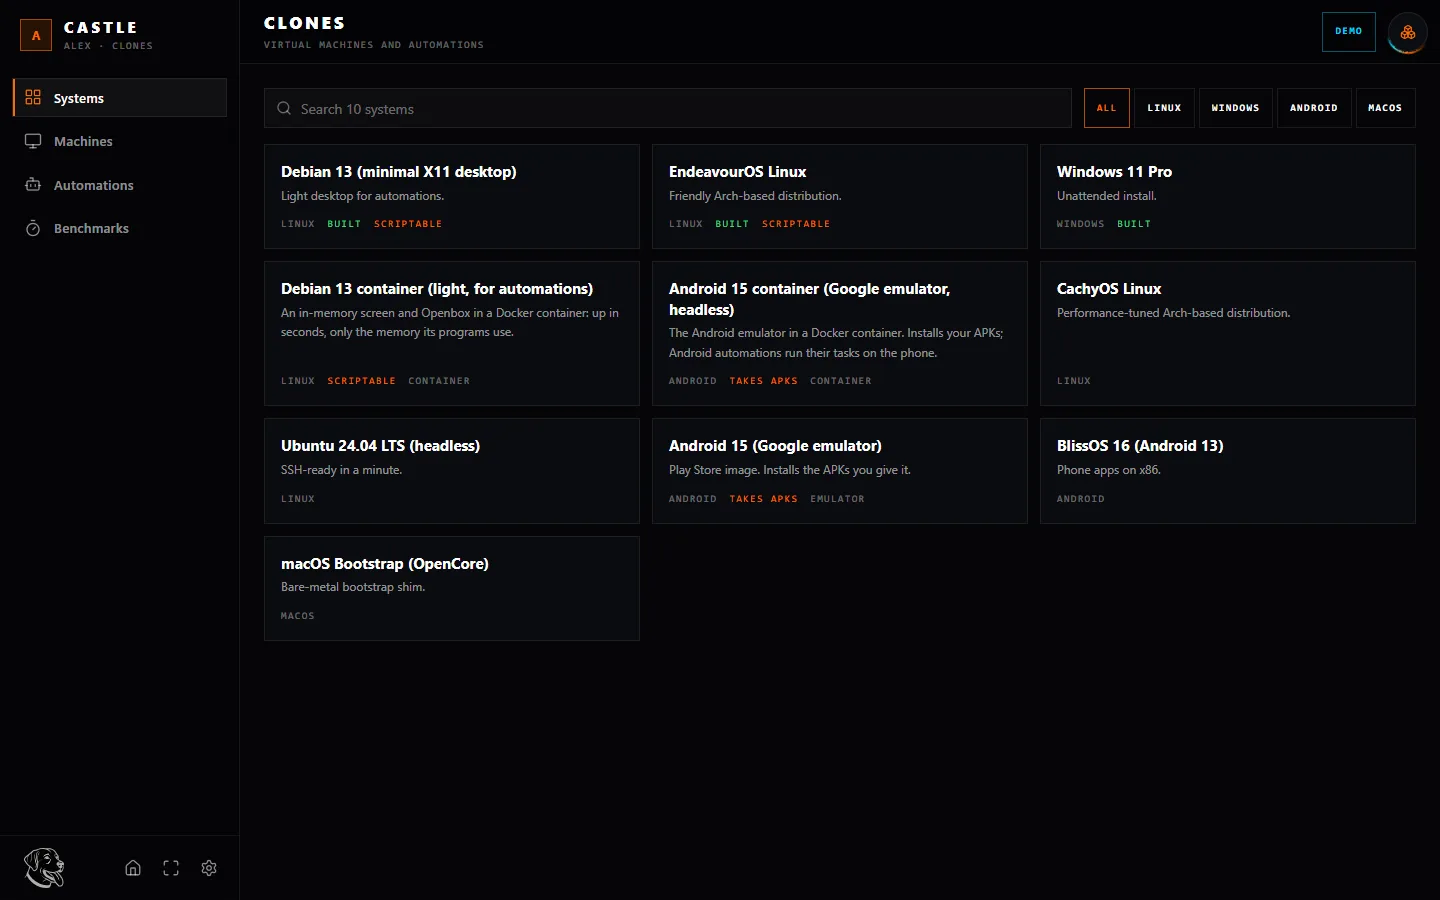 A
CASTLE
ALEX · CLONES
Systems
Machines
Automations
Benchmarks
CLONES
VIRTUAL MACHINES AND AUTOMATIONS
DEMO
Search 10 systems
ALL
LINUX
WINDOWS
ANDROID
MACOS
Debian 13 (minimal X11 desktop)
Light desktop for automations.
LINUX BUILT SCRIPTABLE
EndeavourOS Linux
Friendly Arch-based distribution.
LINUX BUILT SCRIPTABLE
Windows 11 Pro
Unattended install.
WINDOWS BUILT
Debian 13 container (light, for automations)
An in-memory screen and Openbox in a Docker container: up in
seconds, only the memory its programs use.
LINUX SCRIPTABLE CONTAINER
Android 15 container (Google emulator,
headless)
The Android emulator in a Docker container. Installs your APKs;
Android automations run their tasks on the phone.
ANDROID TAKES APKS CONTAINER
CachyOS Linux
Performance-tuned Arch-based distribution.
LINUX
Ubuntu 24.04 LTS (headless)
SSH-ready in a minute.
LINUX
Android 15 (Google emulator)
Play Store image. Installs the APKs you give it.
ANDROID TAKES APKS EMULATOR
BlissOS 16 (Android 13)
Phone apps on x86.
ANDROID
macOS Bootstrap (OpenCore)
Bare-metal bootstrap shim.
MACOS